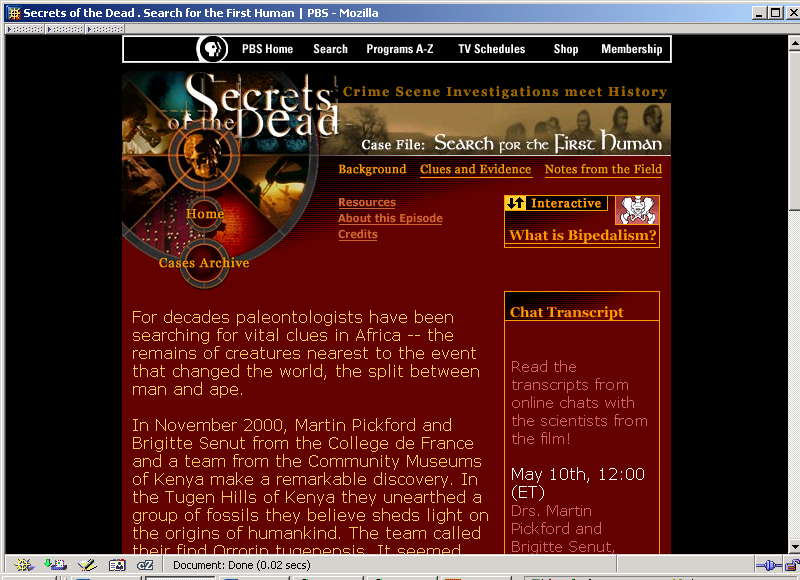 Secrets of the Dead . Search for the First Human | PBS - Mozilla
PBS Home Search Programs A-Z TV Schedules Shop Membership
Secrets
of the Dead
Crime Scene Investigations meet History
Case File: Search for the First Human
Background Clues and Evidence Notes from the Field
Resources
About this Episode
Credits
Interactive
What is Bipedalism?
Home
Cases Archive
For decades paleontologists have been
searching for vital clues in Africa -- the
remains of creatures nearest to the event
that changed the world, the split between
man and ape.
In November 2000, Martin Pickford and
Brigitte Senut from the College de France
and a team from the Community Museums
of Kenya make a remarkable discovery. In
the Tugen Hills of Kenya they unearthed a
group of fossils they believe sheds light on
the origins of humankind. The team called
their find Orrorin tugenensis. It seemed
Chat Transcript
Read the
transcripts from
online chats with
the scientists from
the film!
May 10th, 12:00
(ET)
Drs. Martin
Pickford and
Brigitte Senut,
Document: Done (0.02 secs)